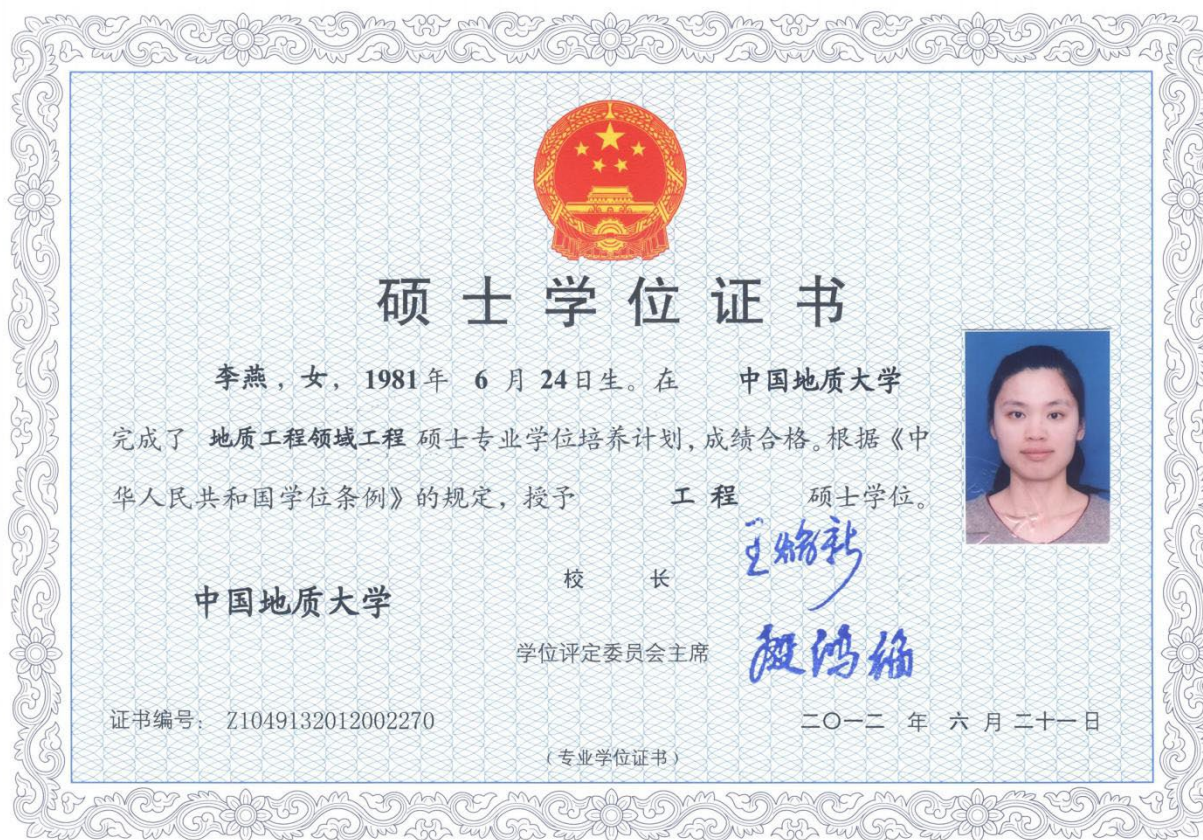 硕士学位证书
李燕，女，1981年 6 月 24日生。在 中国地质大学
完成了 地质工程领域工程 硕士专业学位培养计划，成绩合格。根据《中
华人民共和国学位条例》的规定，授予 工 程 硕士学位。
校 长 王焰新
中国地质大学
学位评定委员会主席 殷鸿福
证书编号：Z1049132012002270
二〇一二 年 六 月 二十一日
（专业学位证书）